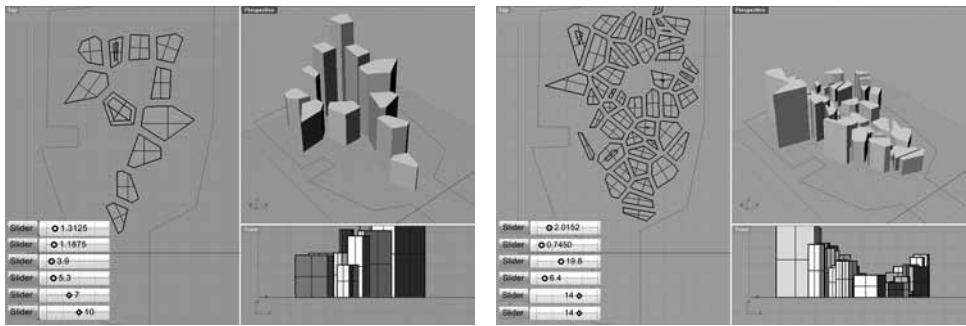 Top
Perspective
Front
Slider 1.3125
Slider 1.1875
Slider 3.9
Slider 5.3
Slider 7
Slider 10
Top
Perspective
Front
Slider 2.0152
Slider 0.7450
Slider 19.8
Slider 6.4
Slider 14
Slider 14